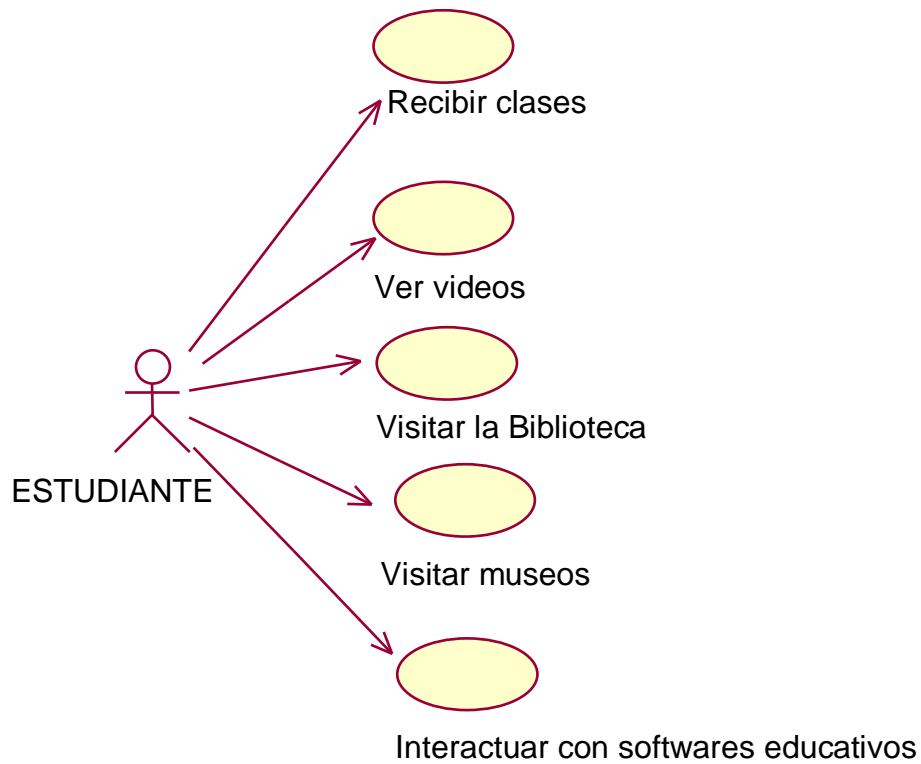 Recibir clases
Ver videos
Visitar la Biblioteca
ESTUDIANTE
Visitar museos
Interactuar con softwares educativos